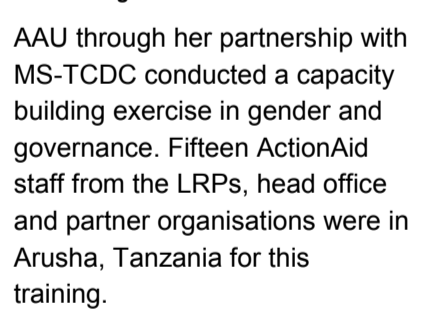 AAU through her partnership with
MS-TCDC conducted a capacity
building exercise in gender and
governance. Fifteen ActionAid
staff from the LRPs, head office
and partner organisations were in
Arusha, Tanzania for this
training.